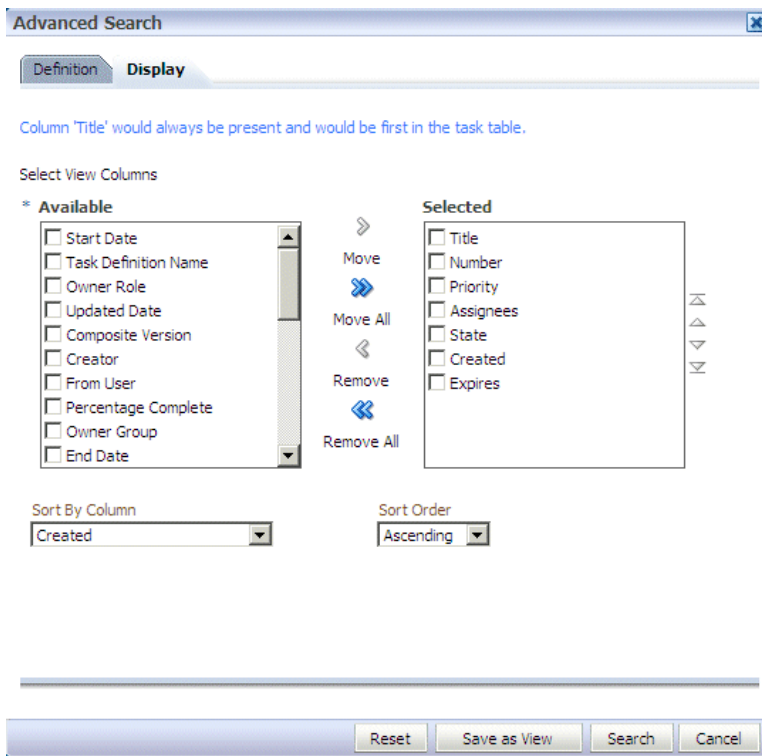 Advanced Search
Definition Display
Column 'Title' would always be present and would be first in the task table.
Select View Columns
* Available
Start Date
Task Definition Name
Owner Role
Updated Date
Composite Version
Creator
From User
Percentage Complete
Owner Group
End Date
Move
Move All
Remove
Remove All
Selected
Title
Number
Priority
Assignees
State
Created
Expires
Sort By Column
Created
Sort Order
Ascending
Reset Save as View Search Cancel